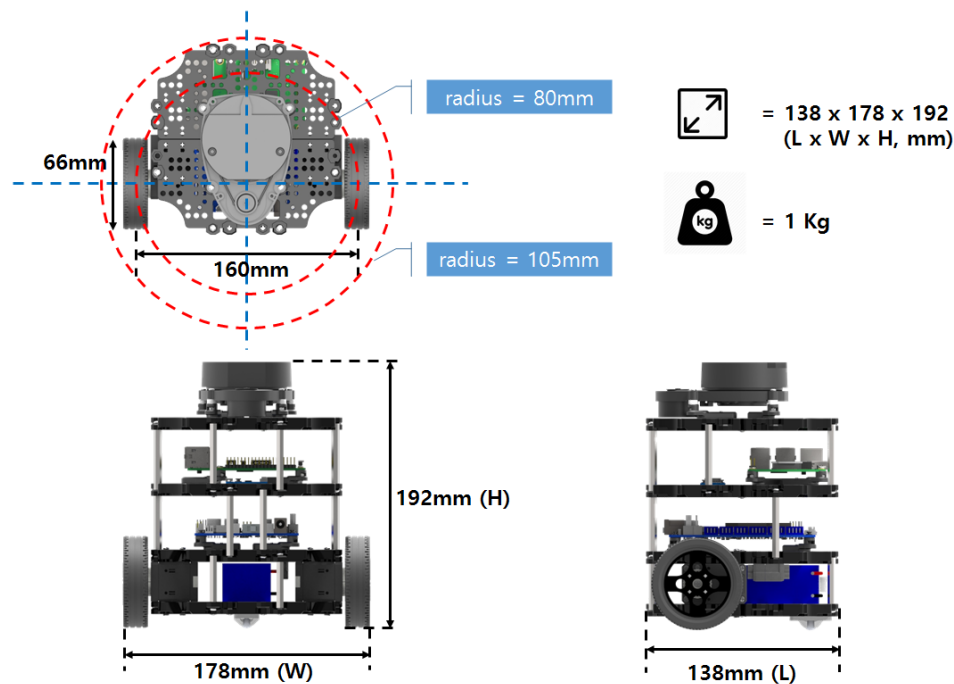 radius = 80mm
= 138 x 178 x 192
(L x W x H, mm)
66mm
kg
= 1 Kg
radius = 105mm
160mm
192mm (H)
178mm (W)
138mm (L)